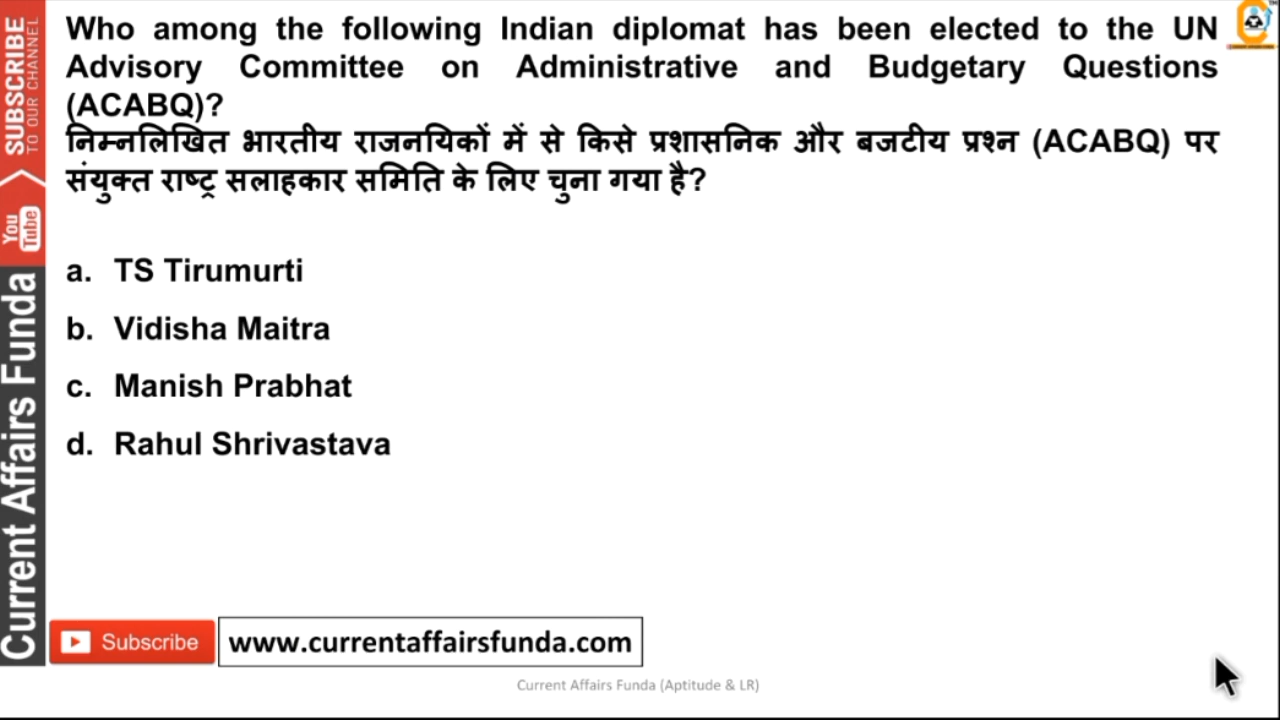 Who among the following Indian diplomat has been elected to the UN
Advisory Committee on Administrative and Budgetary Questions
(ACABQ)?
निम्नलिखित भारतीय राजनयिकों में से किसे प्रशासनिक और बजटीय प्रश्न (ACABQ) पर
संयुक्त राष्ट्र सलाहकार समिति के लिए चुना गया है?
a. TS Tirumurti
b. Vidisha Maitra
c. Manish Prabhat
d. Rahul Shrivastava
Subscribe
www.currentaffairsfunda.com
Current Affairs Funda (Aptitude & LR)
SUBSCRIBE
TO OUR CHANNEL
You
Tube
Current Affairs Funda